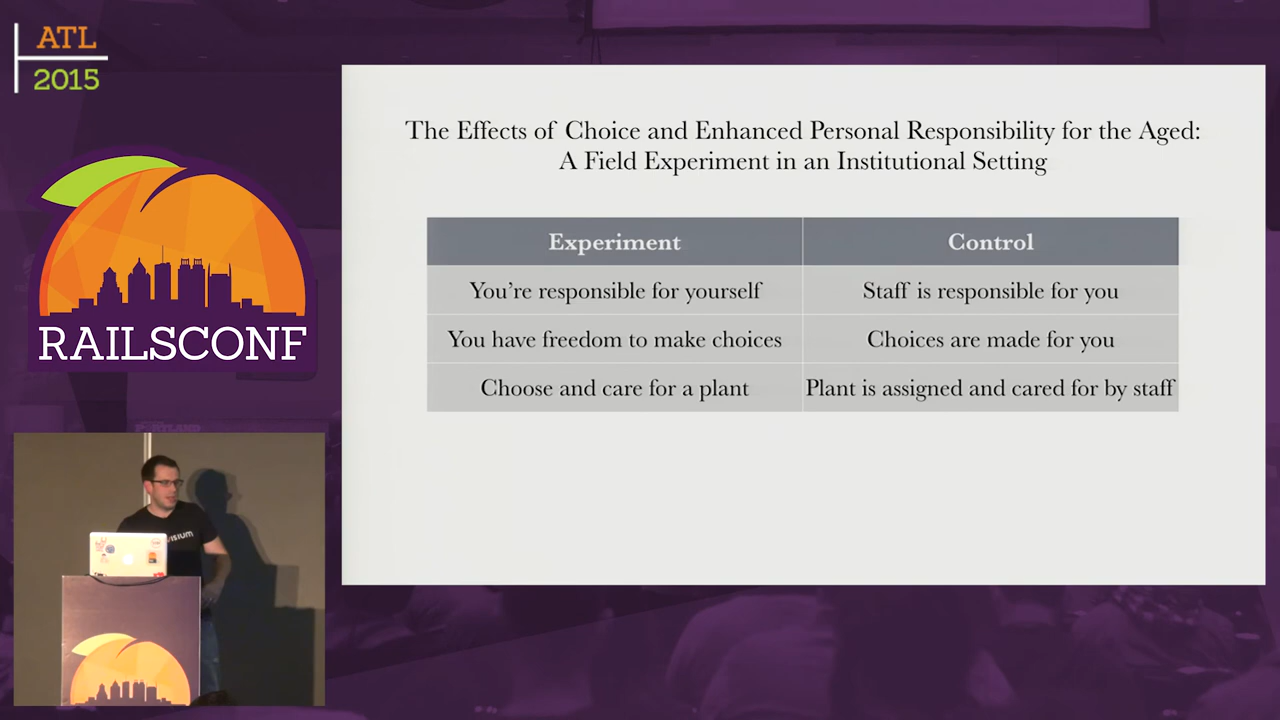 ATL
2015
RAILSCONF
The Effects of Choice and Enhanced Personal Responsibility for the Aged:
A Field Experiment in an Institutional Setting
Experiment Control
You're responsible for yourself Staff is responsible for you
You have freedom to make choices Choices are made for you
Choose and care for a plant Plant is assigned and cared for by staff